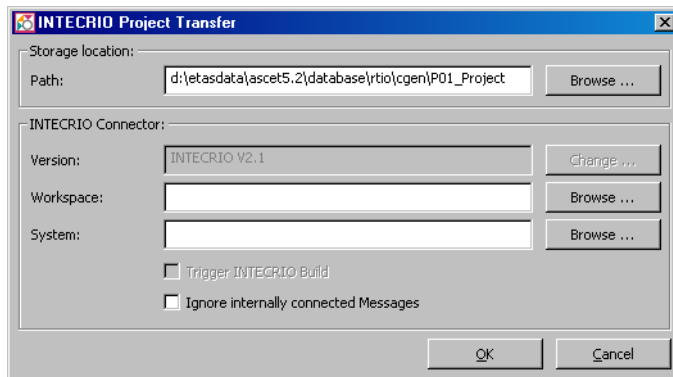 INTECRIO Project Transfer
Storage location:
Path: d:\etasdata\ascet5.2\database\rtio\cgen\P01_Project Browse ...
INTECRIO Connector:
Version: INTECRIO V2.1 Change ...
Workspace: Browse ...
System: Browse ...
Trigger INTECRIO Build
Ignore internally connected Messages
OK Cancel